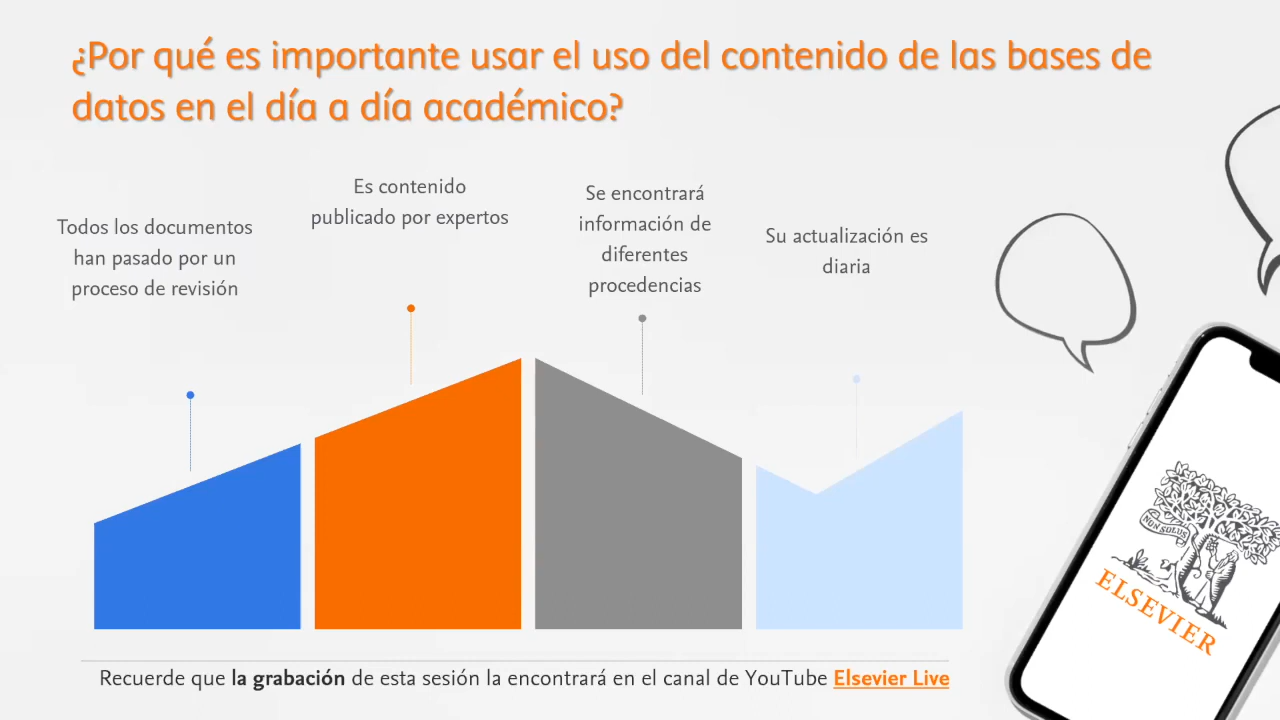 ¿Por qué es importante usar el uso del contenido de las bases de
datos en el día a día académico?
Todos los documentos
han pasado por un
proceso de revisión
Es contenido
publicado por expertos
Se encontrará
información de
diferentes
procedencias
Su actualización es
diaria
NON SOLUS
ELSEVIER
Recuerde que la grabación de esta sesión la encontrará en el canal de YouTube Elsevier Live